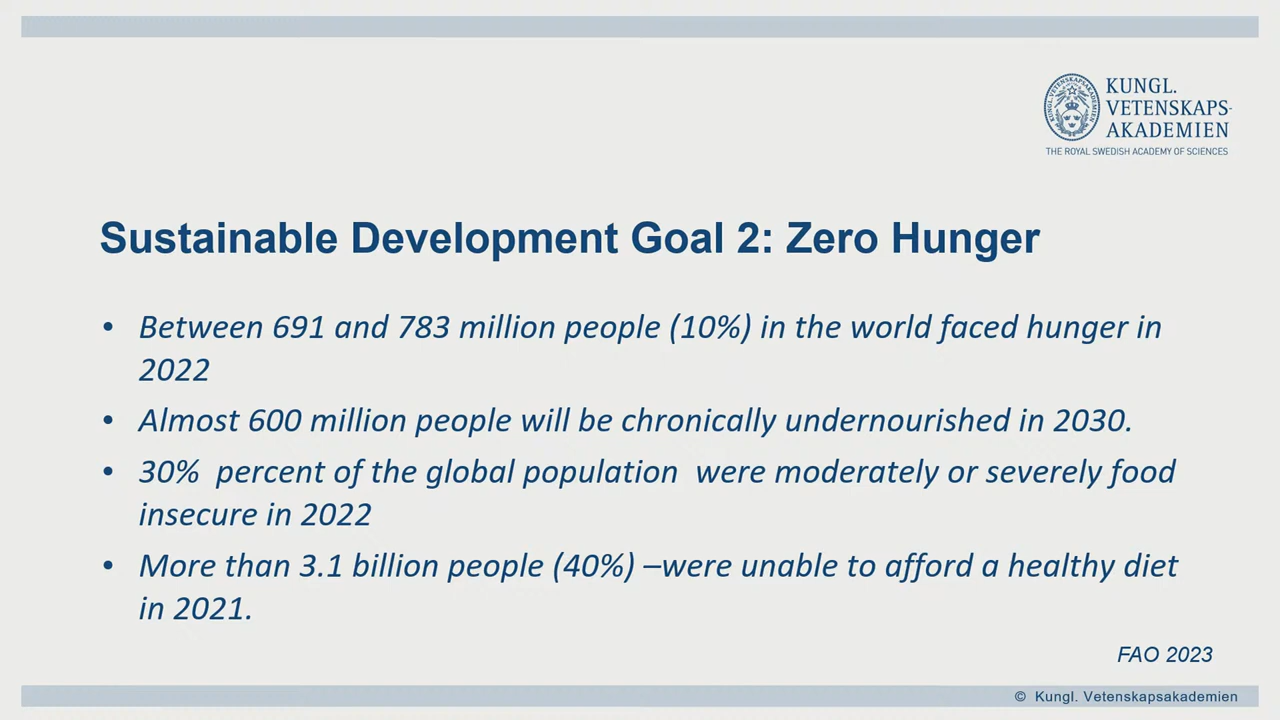 KUNGL.
VETENSKAPS-
AKADEMIEN
THE ROYAL SWEDISH ACADEMY OF SCIENCES
Sustainable Development Goal 2: Zero Hunger
• Between 691 and 783 million people (10%) in the world faced hunger in
2022
• Almost 600 million people will be chronically undernourished in 2030.
• 30%  percent of the global population  were moderately or severely food
insecure in 2022
• More than 3.1 billion people (40%) –were unable to afford a healthy diet
in 2021.
FAO 2023
© Kungl. Vetenskapsakademien